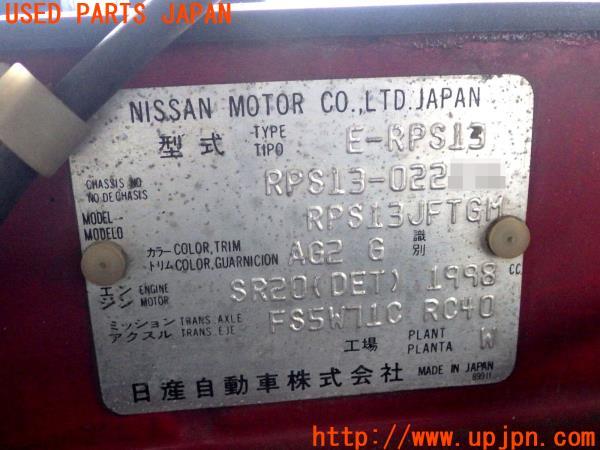 USED PARTS JAPAN
NISSAN MOTOR CO.,LTD.JAPAN
型式 TYPE TIPO E-RPS13
CHASSIS NO NO DE CHASIS RPS13-022
MODEL MODELO RPS13JFTGM
カラー COLOR,TRIM トリム COLOR,GUARNICION AG2 G 識別
エンジン ENGINE MOTOR SR20(DET) 1998 CC
ミッション TRANS. AXLE アクスル TRANS. EJE FS5W71C RC40
工場 PLANT PLANTA W
日産自動車株式会社 MADE IN JAPAN
89911
http://www.upjpn.com